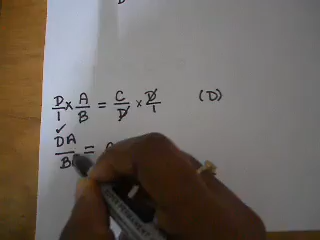 D/1 × A/B = C/D × D/1 (D)
✓
DA/B =